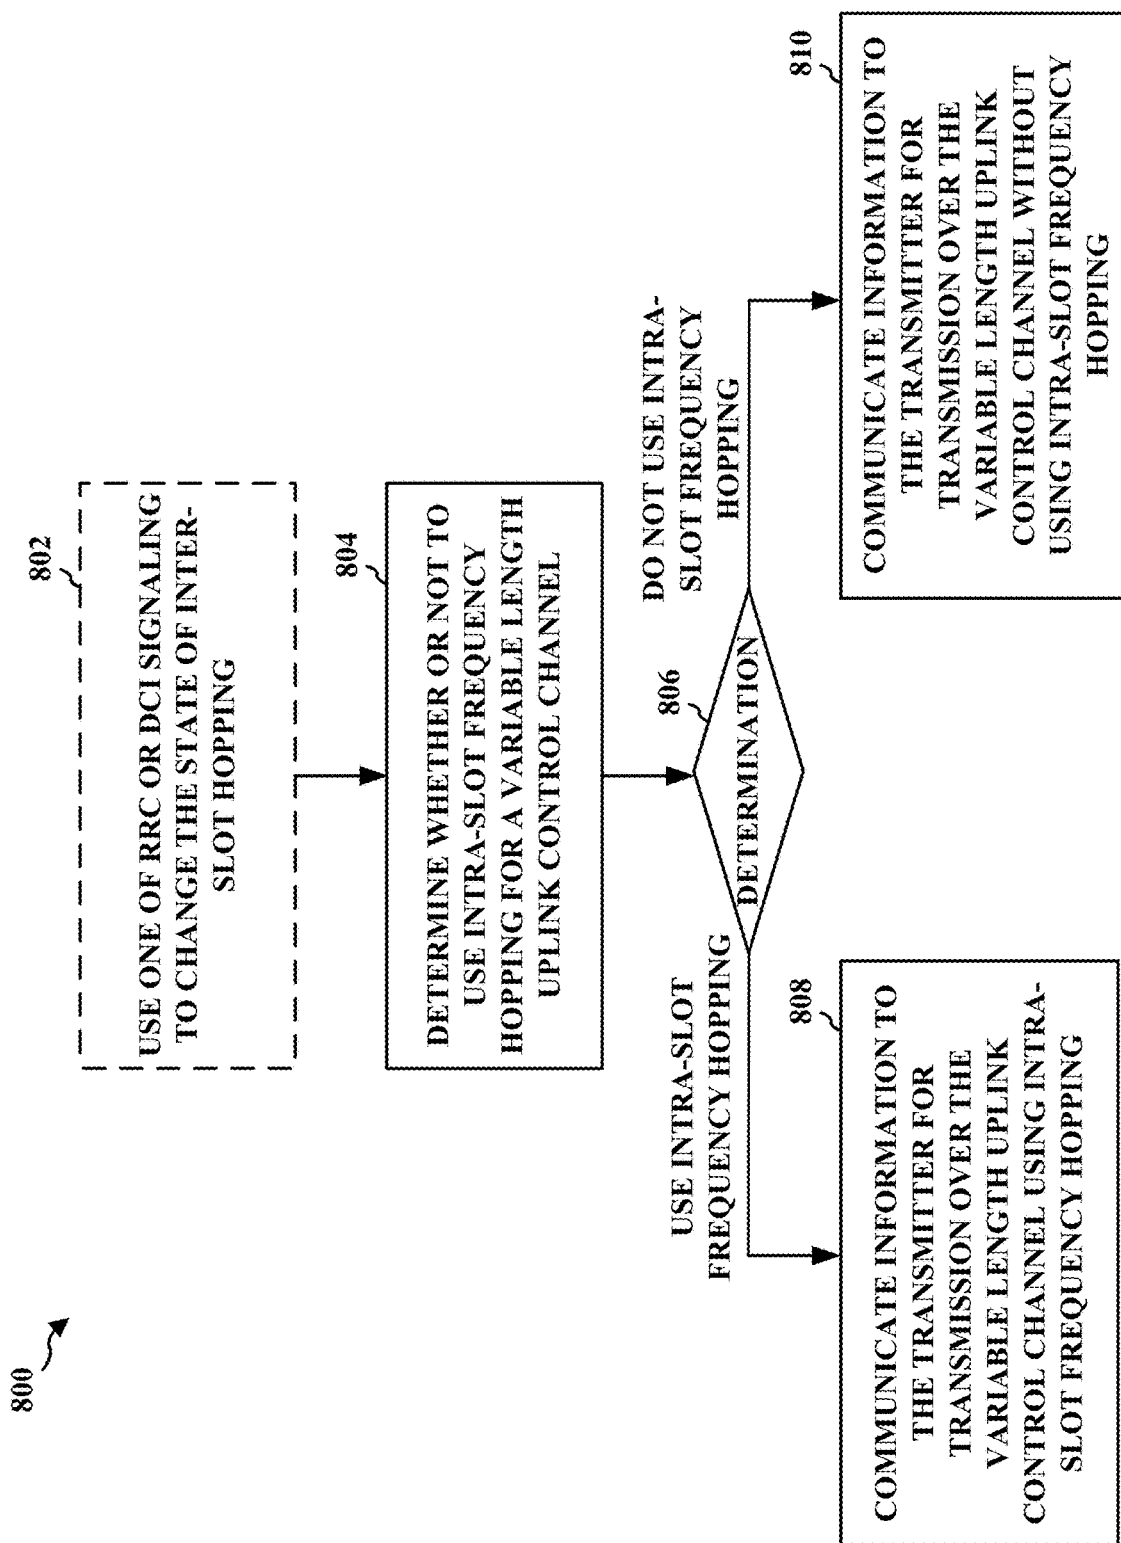 800
802
USE ONE OF RRC OR DCI SIGNALING
TO CHANGE THE STATE OF INTER-
SLOT HOPPING
804
DETERMINE WHETHER OR NOT TO
USE INTRA-SLOT FREQUENCY
HOPPING FOR A VARIABLE LENGTH
UPLINK CONTROL CHANNEL
806
DETERMINATION
USE INTRA-SLOT
FREQUENCY HOPPING
DO NOT USE INTRA-
SLOT FREQUENCY
HOPPING
808
COMMUNICATE INFORMATION TO
THE TRANSMITTER FOR
TRANSMISSION OVER THE
VARIABLE LENGTH UPLINK
CONTROL CHANNEL USING INTRA-
SLOT FREQUENCY HOPPING
810
COMMUNICATE INFORMATION TO
THE TRANSMITTER FOR
TRANSMISSION OVER THE
VARIABLE LENGTH UPLINK
CONTROL CHANNEL WITHOUT
USING INTRA-SLOT FREQUENCY
HOPPING